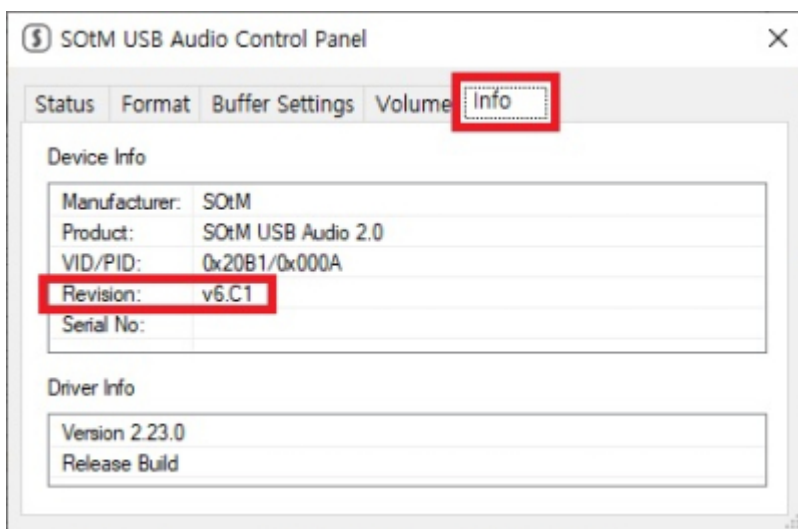 SOtM USB Audio Control Panel
Status Format Buffer Settings Volume Info
Device Info
Manufacturer: SOtM
Product: SOtM USB Audio 2.0
VID/PID: 0x20B1/0x000A
Revision: v6.C1
Serial No:
Driver Info
Version 2.23.0
Release Build